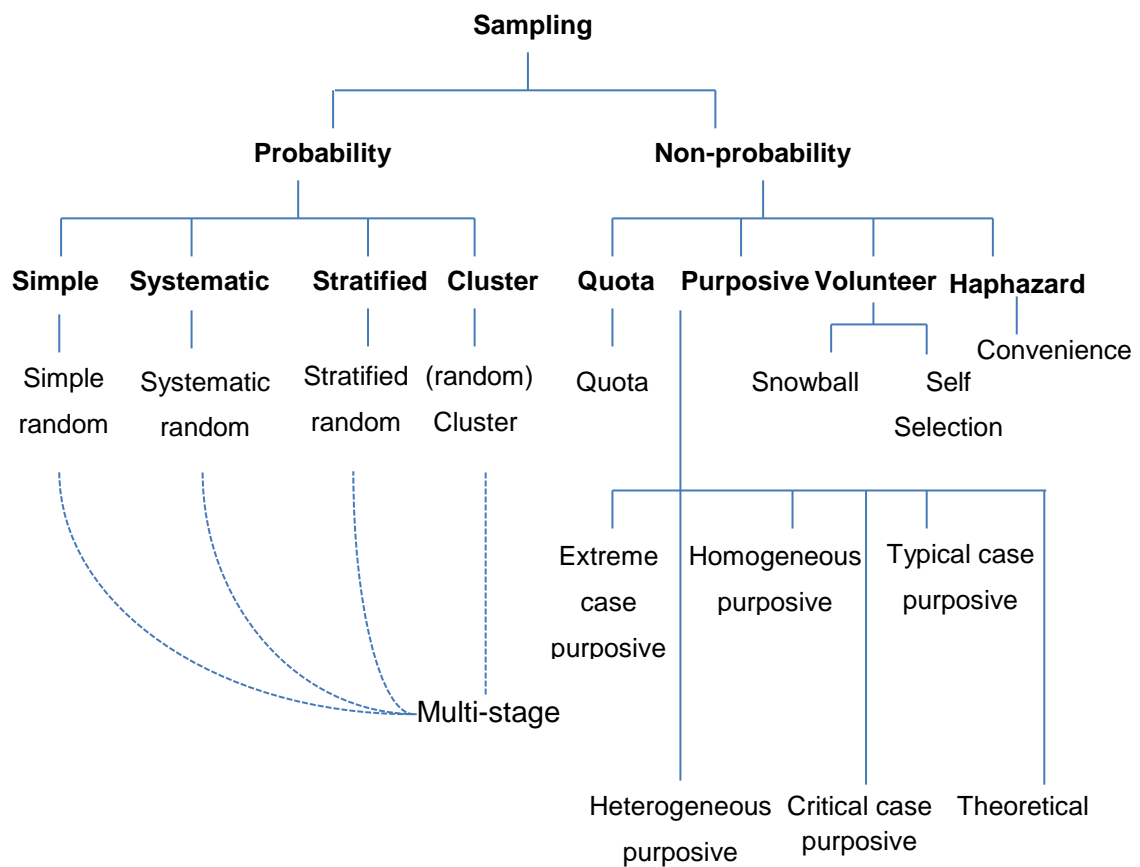 Sampling
Probability
Non-probability
Simple
Systematic
Stratified
Cluster
Quota
Purposive
Volunteer
Haphazard
Simple
random
Systematic
random
Stratified
random
(random)
Cluster
Quota
Snowball
Self
Selection
Convenience
Extreme
case
purposive
Homogeneous
purposive
Typical case
purposive
Multi-stage
Heterogeneous
purposive
Critical case
purposive
Theoretical